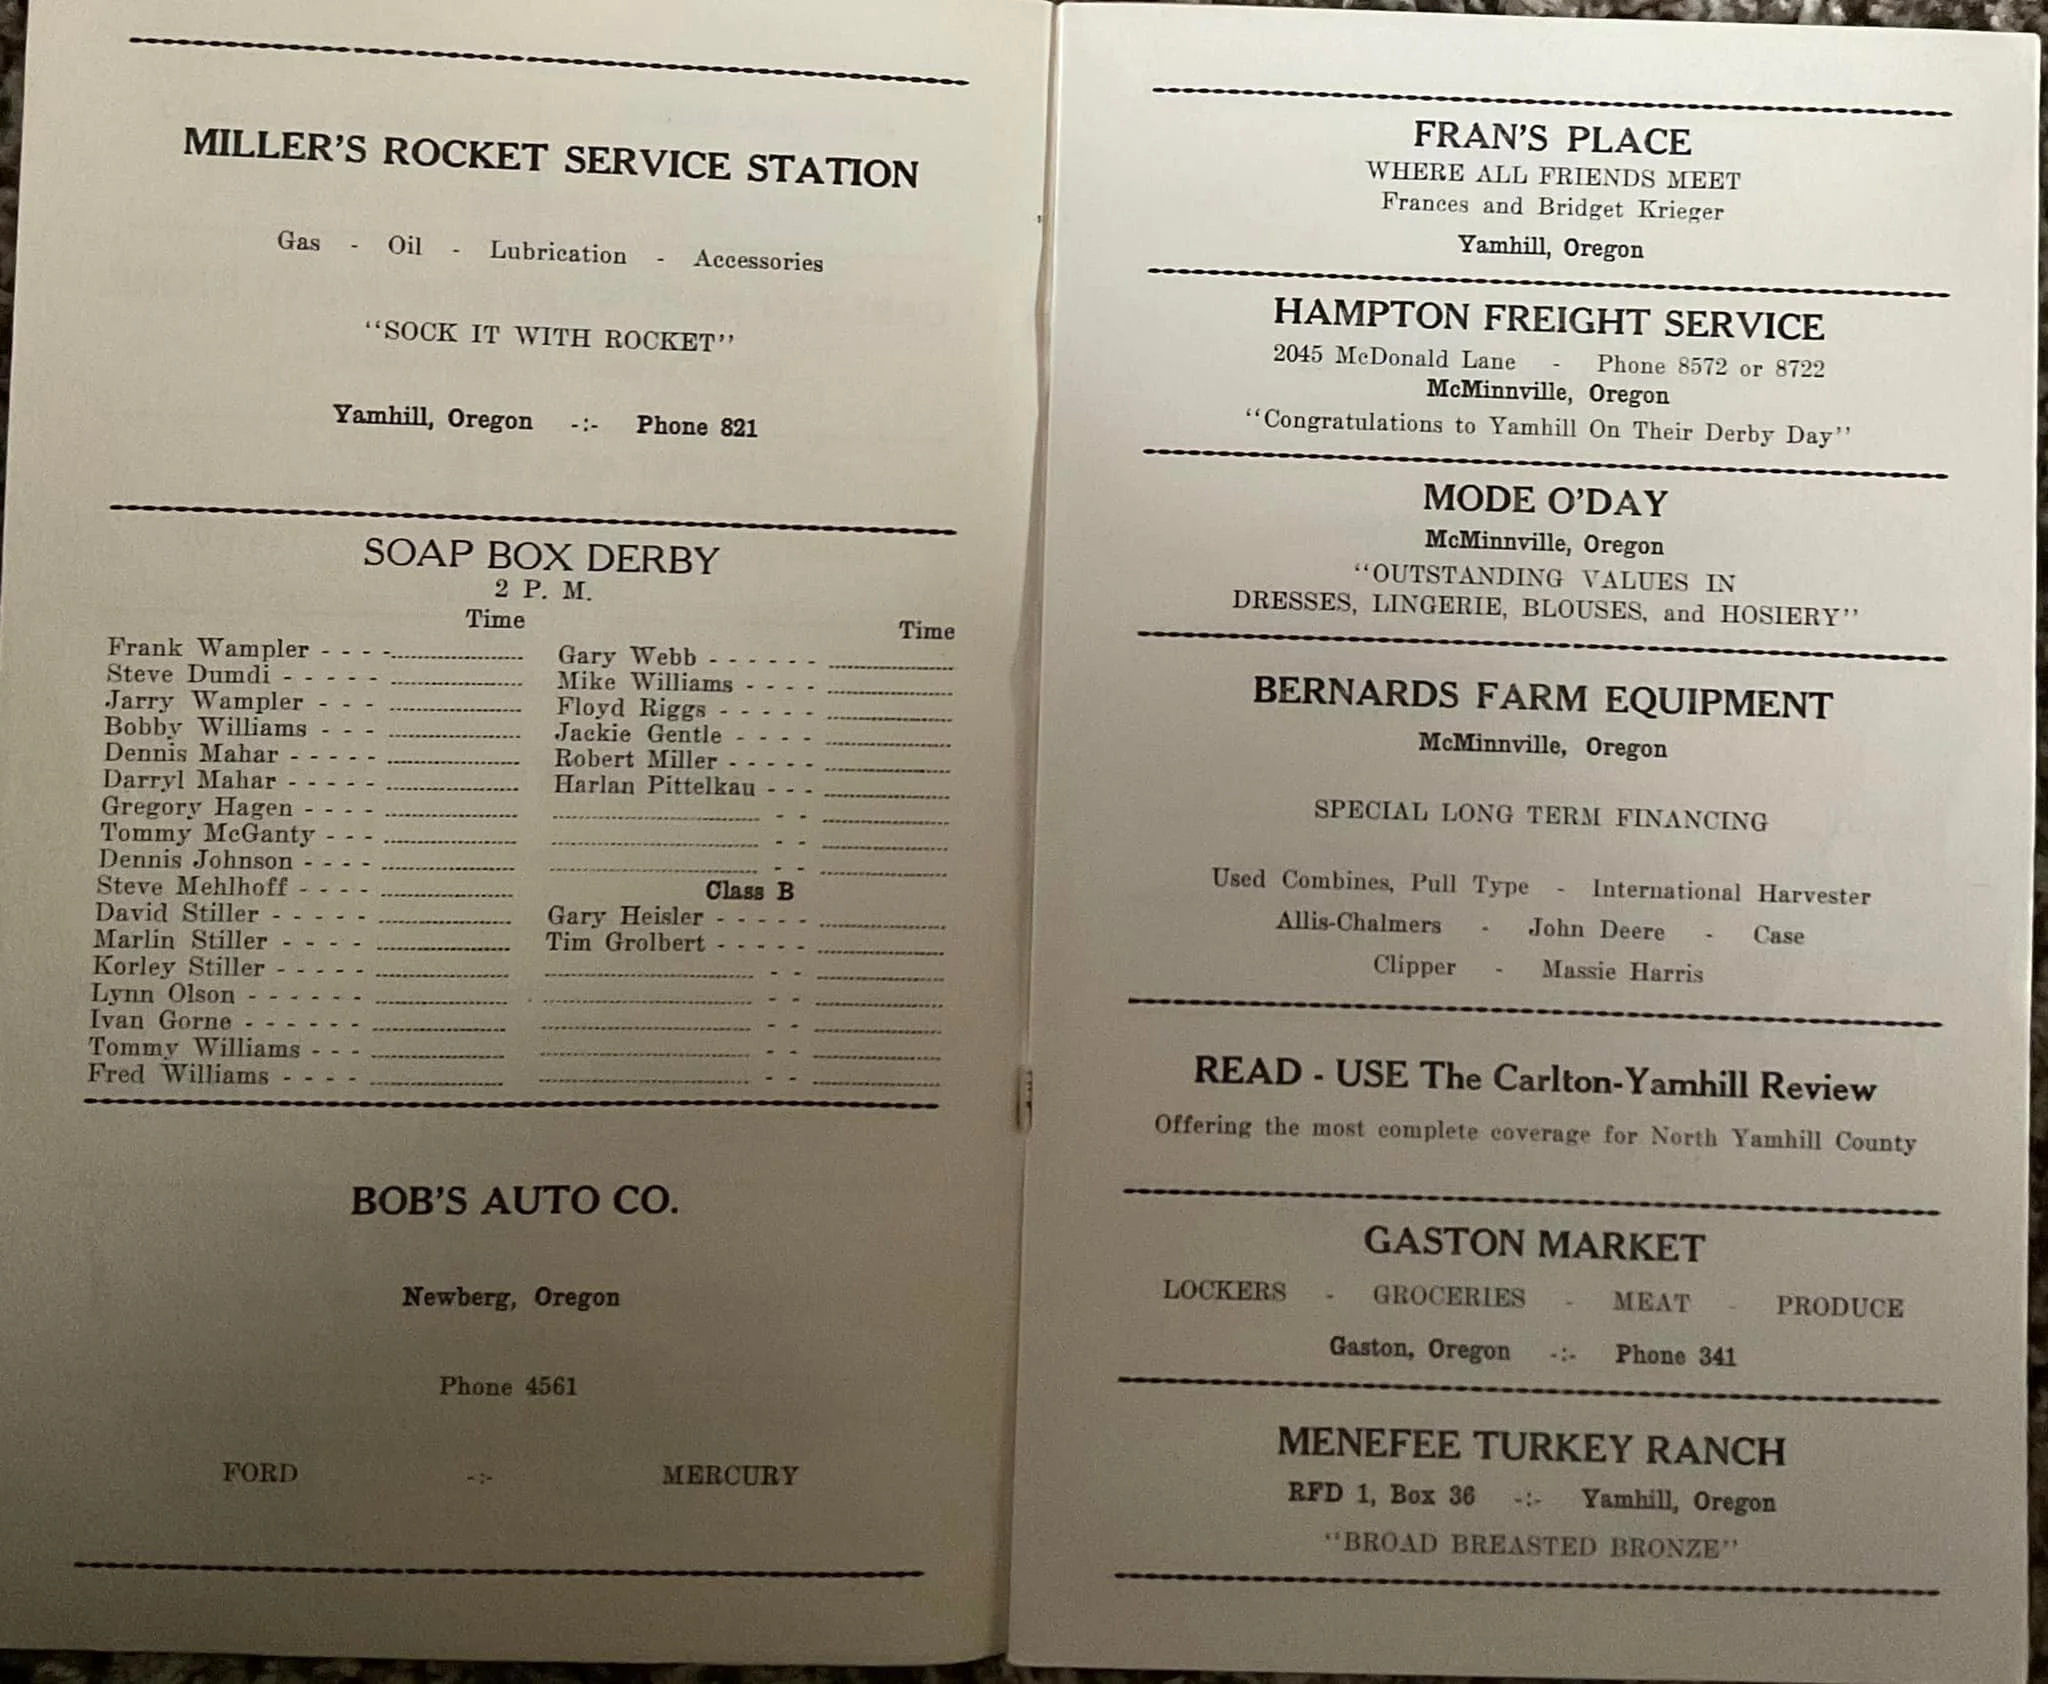 MILLER'S ROCKET SERVICE STATION
Gas - Oil - Lubrication - Accessories
"SOCK IT WITH ROCKET"
Yamhill, Oregon -:- Phone 821
SOAP BOX DERBY
2 P. M.
Time
Frank Wampler - - - -
Steve Dumdi - - - - -
Jarry Wampler - - -
Bobby Williams - - -
Dennis Mahar - - - - -
Darryl Mahar - - - -
Gregory Hagen - - - -
Tommy McGanty - - -
Dennis Johnson - - - -
Steve Mehlhoff - - - -
David Stiller - - - - -
Marlin Stiller - - - -
Korley Stiller - - - - -
Lynn Olson - - - - - -
Ivan Gorne - - - - - -
Tommy Williams - - -
Fred Williams - - - -
Time
Gary Webb - - - - - -
Mike Williams - - - -
Floyd Riggs - - - - -
Jackie Gentle - - - -
Robert Miller - - - - -
Harlan Pittelkau - - -
Class B
Gary Heisler - - - - -
Tim Grolbert - - - - -
BOB'S AUTO CO.
Newberg, Oregon
Phone 4561
FORD -:- MERCURY
FRAN'S PLACE
WHERE ALL FRIENDS MEET
Frances and Bridget Krieger
Yamhill, Oregon
HAMPTON FREIGHT SERVICE
2045 McDonald Lane - Phone 8572 or 8722
McMinnville, Oregon
"Congratulations to Yamhill On Their Derby Day"
MODE O'DAY
McMinnville, Oregon
"OUTSTANDING VALUES IN
DRESSES, LINGERIE, BLOUSES, and HOSIERY"
BERNARDS FARM EQUIPMENT
McMinnville, Oregon
SPECIAL LONG TERM FINANCING
Used Combines, Pull Type - International Harvester
Allis-Chalmers - John Deere - Case
Clipper - Massie Harris
READ - USE The Carlton-Yamhill Review
Offering the most complete coverage for North Yamhill County
GASTON MARKET
LOCKERS - GROCERIES - MEAT - PRODUCE
Gaston, Oregon -:- Phone 341
MENEFEE TURKEY RANCH
RFD 1, Box 36 -:- Yamhill, Oregon
"BROAD BREASTED BRONZE"